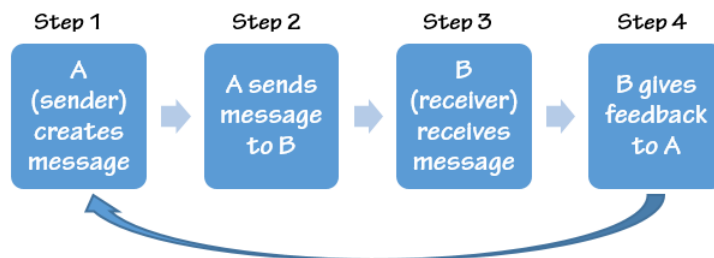 Step 1
A
(sender)
creates
message
Step 2
A sends
message
to B
Step 3
B
(receiver)
receives
message
Step 4
B gives
feedback
to A